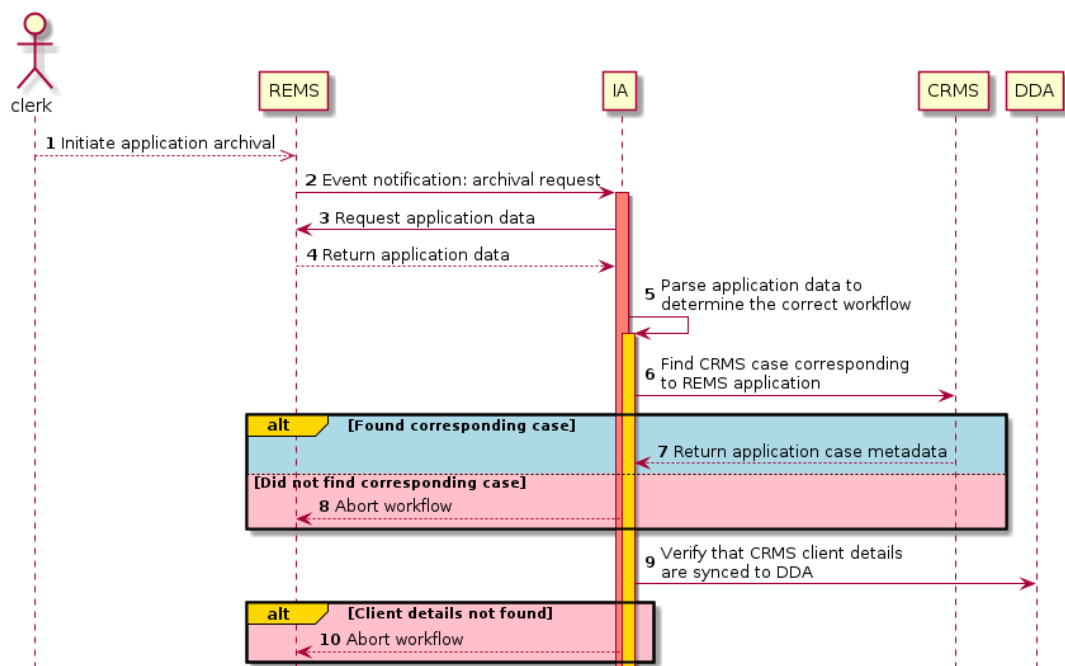 clerk
REMS
IA
CRMS
DDA
1 Initiate application archival
2 Event notification: archival request
3 Request application data
4 Return application data
5 Parse application data to
determine the correct workflow
6 Find CRMS case corresponding
to REMS application
alt [Found corresponding case]
7 Return application case metadata
[Did not find corresponding case]
8 Abort workflow
9 Verify that CRMS client details
are synced to DDA
alt [Client details not found]
10 Abort workflow